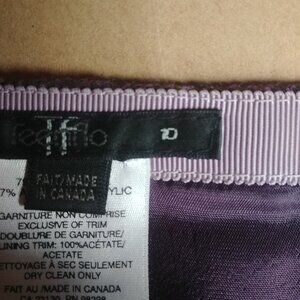 10
FAIT/MADE
IN CANADA
GARNITURE NON COMPRISE
EXCLUSIVE OF TRIM
DOUBLURE DE GARNITURE/
LINING TRIM: 100%ACÉTATE/
ACETATE
NETTOYAGE À SEC SEULEMENT
DRY CLEAN ONLY
FAIT AU/MADE IN CANADA